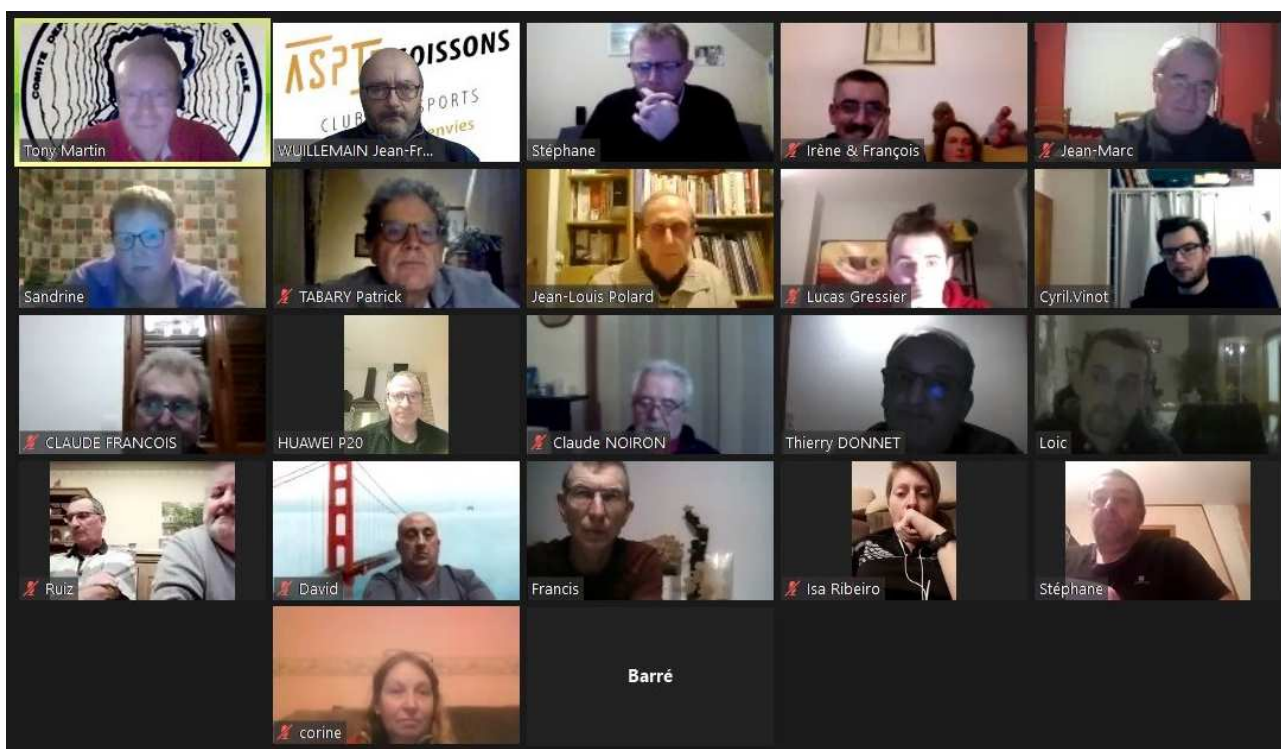 COMITE DE DE TABLE
Tony Martin
ASPT SOISSONS
CLUB SPORTS
envies
WUILLEMAIN Jean-Fr...
Stéphane
Irène & François
Jean-Marc
Sandrine
TABARY Patrick
Jean-Louis Polard
Lucas Gressier
Cyril.Vinot
CLAUDE FRANCOIS
HUAWEI P20
Claude NOIRON
Thierry DONNET
Loic
Ruiz
David
Francis
Isa Ribeiro
Stéphane
corine
Barré